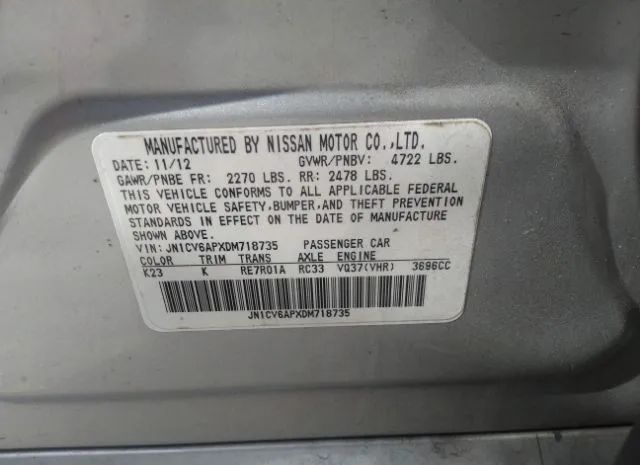 MANUFACTURED BY NISSAN MOTOR CO.,LTD.
DATE: 11/12 GVWR/PNBV: 4722 LBS.
GAWR/PNBE FR: 2270 LBS. RR: 2478 LBS.
THIS VEHICLE CONFORMS TO ALL APPLICABLE FEDERAL
MOTOR VEHICLE SAFETY,BUMPER,AND THEFT PREVENTION
STANDARDS IN EFFECT ON THE DATE OF MANUFACTURE
SHOWN ABOVE.
VIN:JN1CV6APXDM718735 PASSENGER CAR
COLOR TRIM TRANS AXLE ENGINE
K23 K RE7R01A RC33 VQ37(VHR) 3696CC
JN1CV6APXDM718735